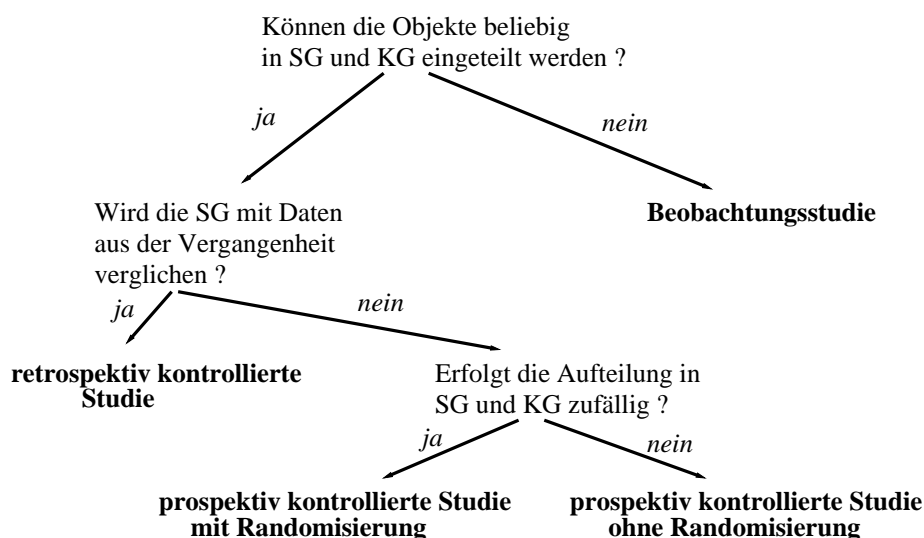 Können die Objekte beliebig
in SG und KG eingeteilt werden ?
ja
nein
Wird die SG mit Daten
aus der Vergangenheit
verglichen ?
Beobachtungsstudie
ja
nein
retrospektiv kontrollierte
Studie
Erfolgt die Aufteilung in
SG und KG zufällig ?
ja
nein
prospektiv kontrollierte Studie
mit Randomisierung
prospektiv kontrollierte Studie
ohne Randomisierung